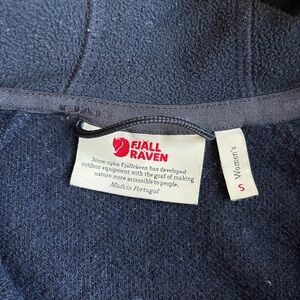 FJÄLL
RAVEN
Since 1960 Fjällräven has developed
outdoor equipment with the goal of making
nature more accessible to people.
Made in Portugal
Women's
S